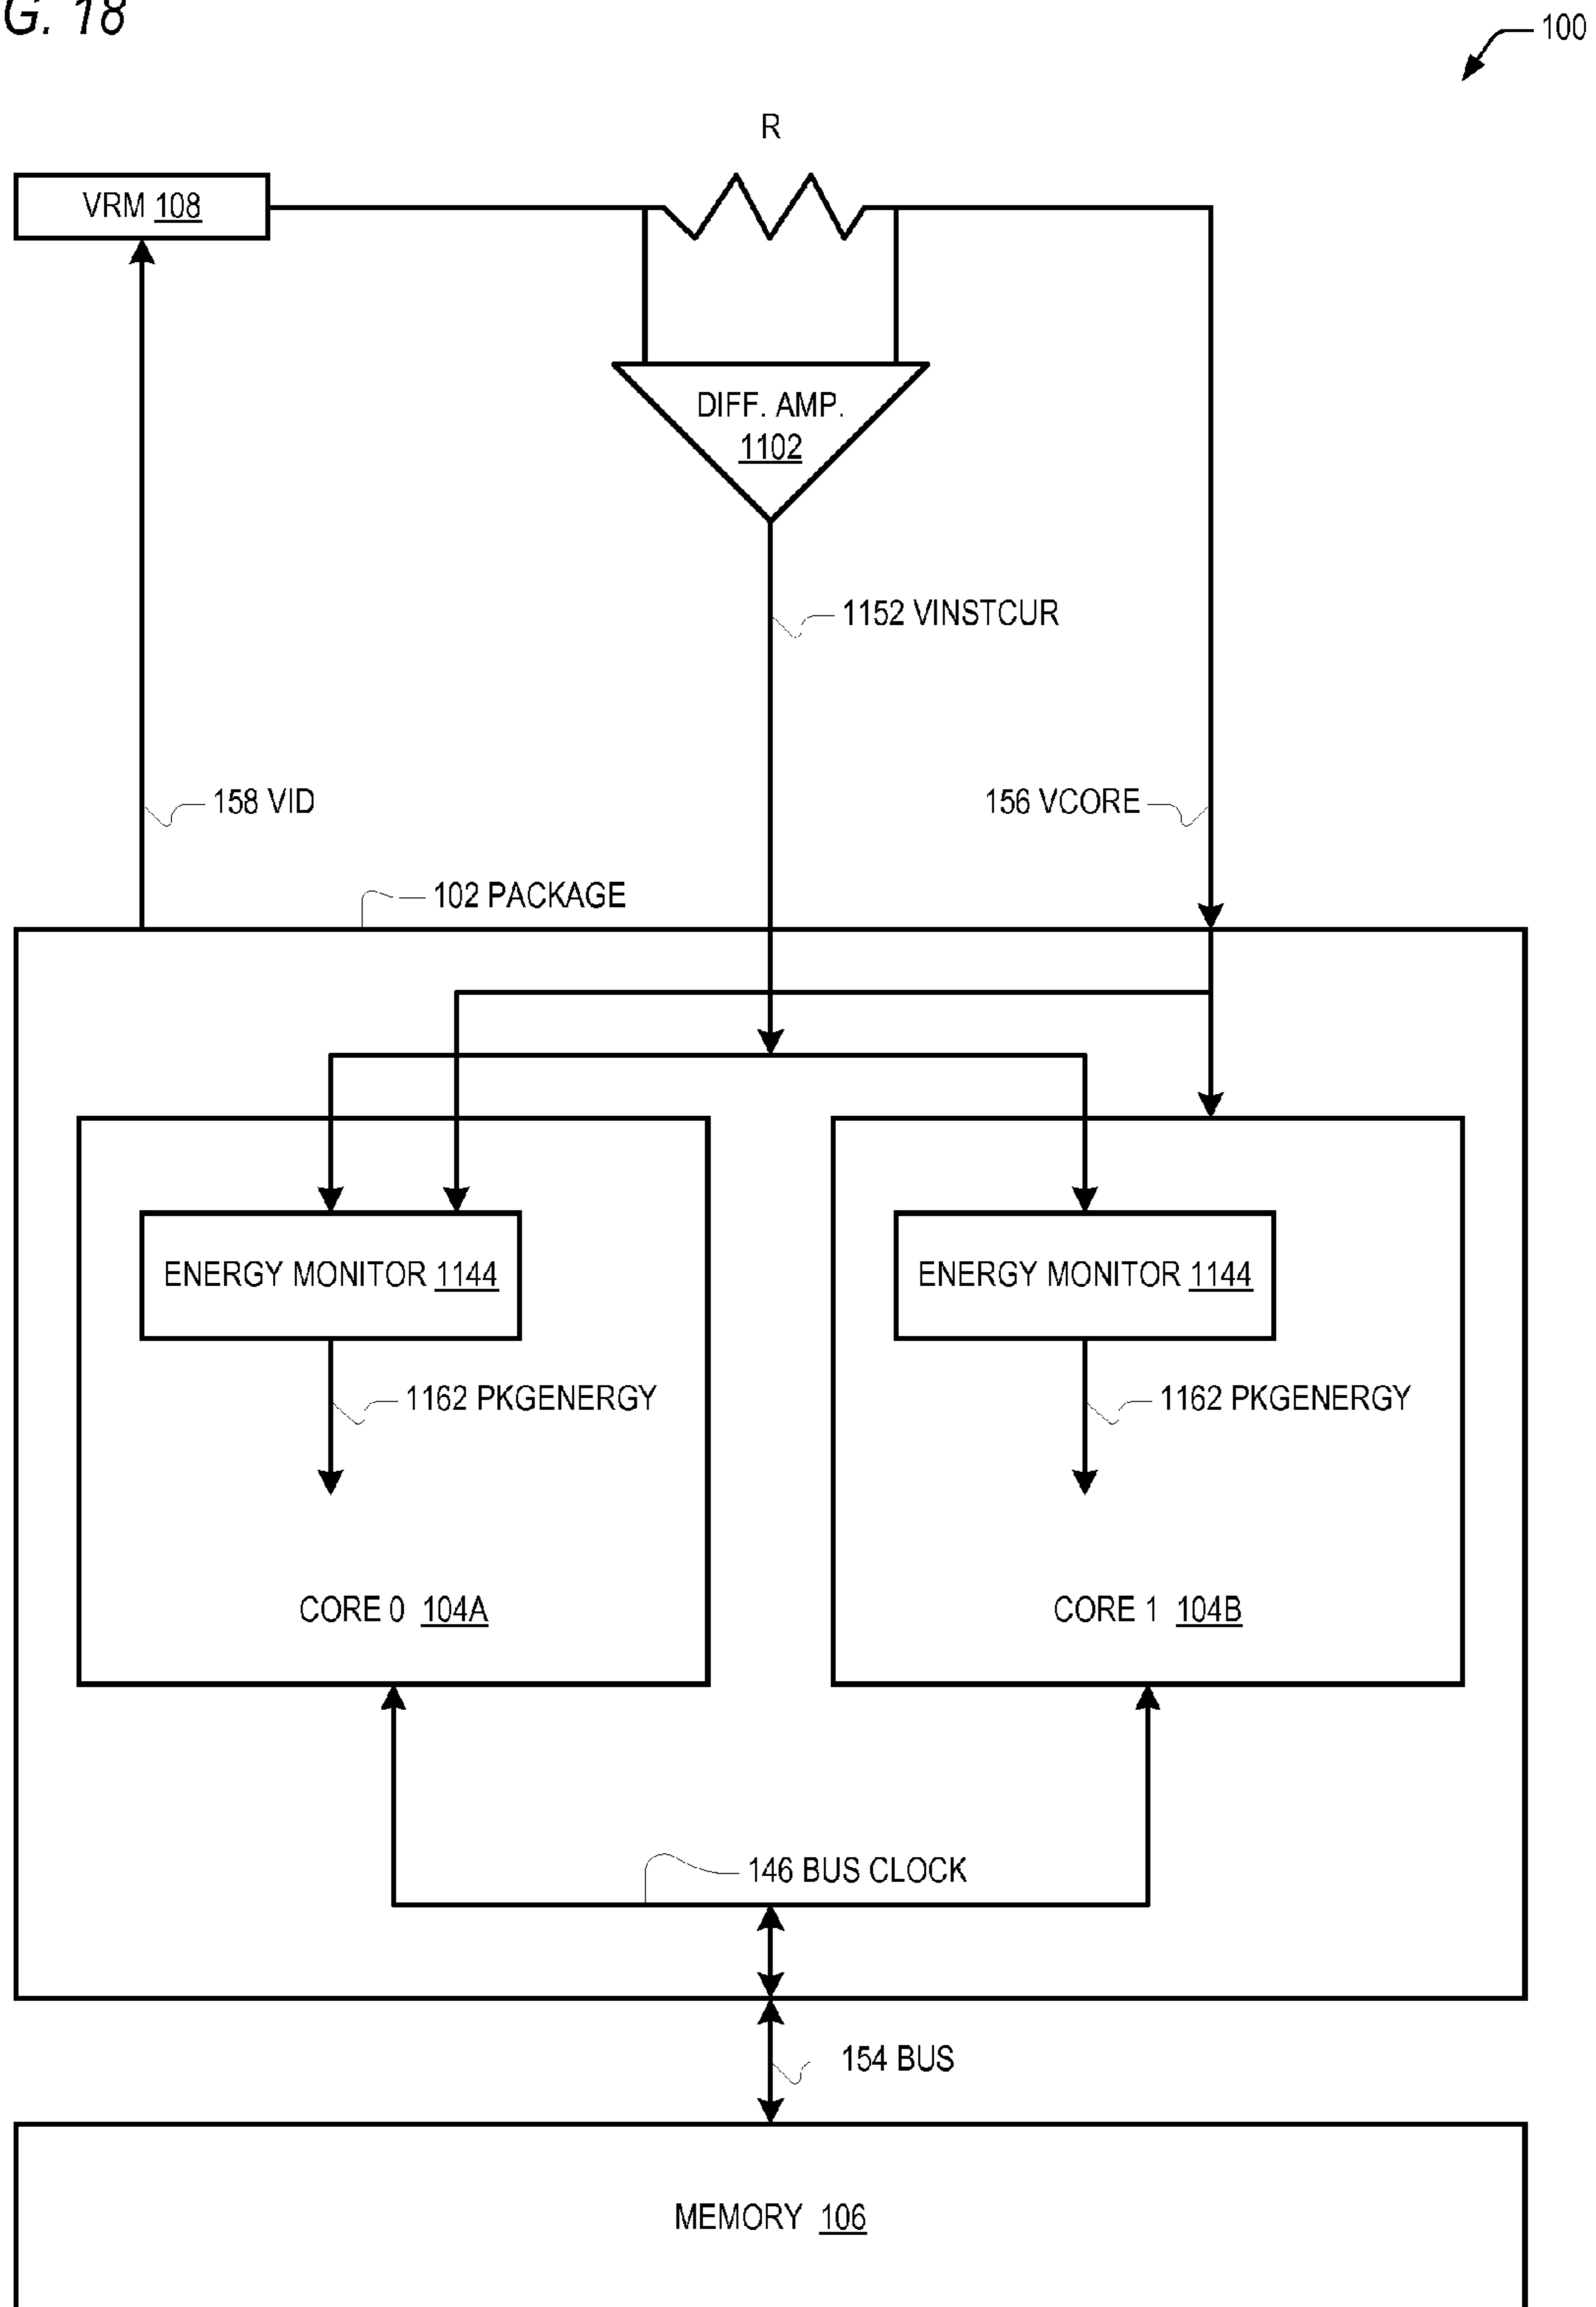 G. 18
100
R
VRM 108
DIFF. AMP.
1102
1152 VINSTCUR
158 VID
156 VCORE
102 PACKAGE
ENERGY MONITOR 1144
ENERGY MONITOR 1144
1162 PKGENERGY
1162 PKGENERGY
CORE 0 104A
CORE 1 104B
146 BUS CLOCK
154 BUS
MEMORY 106